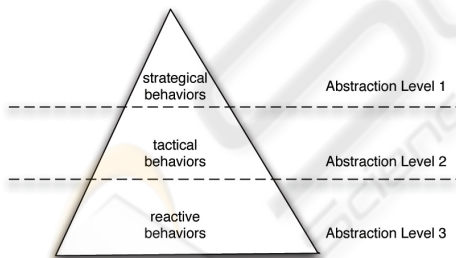 strategical
behaviors
Abstraction Level 1
tactical
behaviors
Abstraction Level 2
reactive
behaviors
Abstraction Level 3